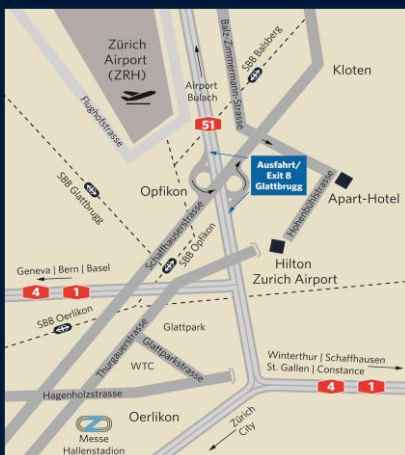 Zürich
Airport
(ZRH)
Flughofstrasse
Airport
Bulach
Balz-Zimmermann-Strasse
SBB Balsberg
Kloten
51
Ausfahrt/
Exit 8
Glattbrugg
Opfikon
SBB Glattbrugg
Hohenbühlstrasse
Apart-Hotel
Schaffhauserstrasse
SBB Opfikon
Hilton
Zurich Airport
Geneva | Bern | Basel
4
1
SBB Oerlikon
Thurgauerstrasse
Glattpark
Glattparkstrasse
WTC
Winterthur | Schaffhausen
St. Gallen | Constance
4
1
Hagenholzstrasse
Oerlikon
Zürich
City
Messe
Hallenstadion